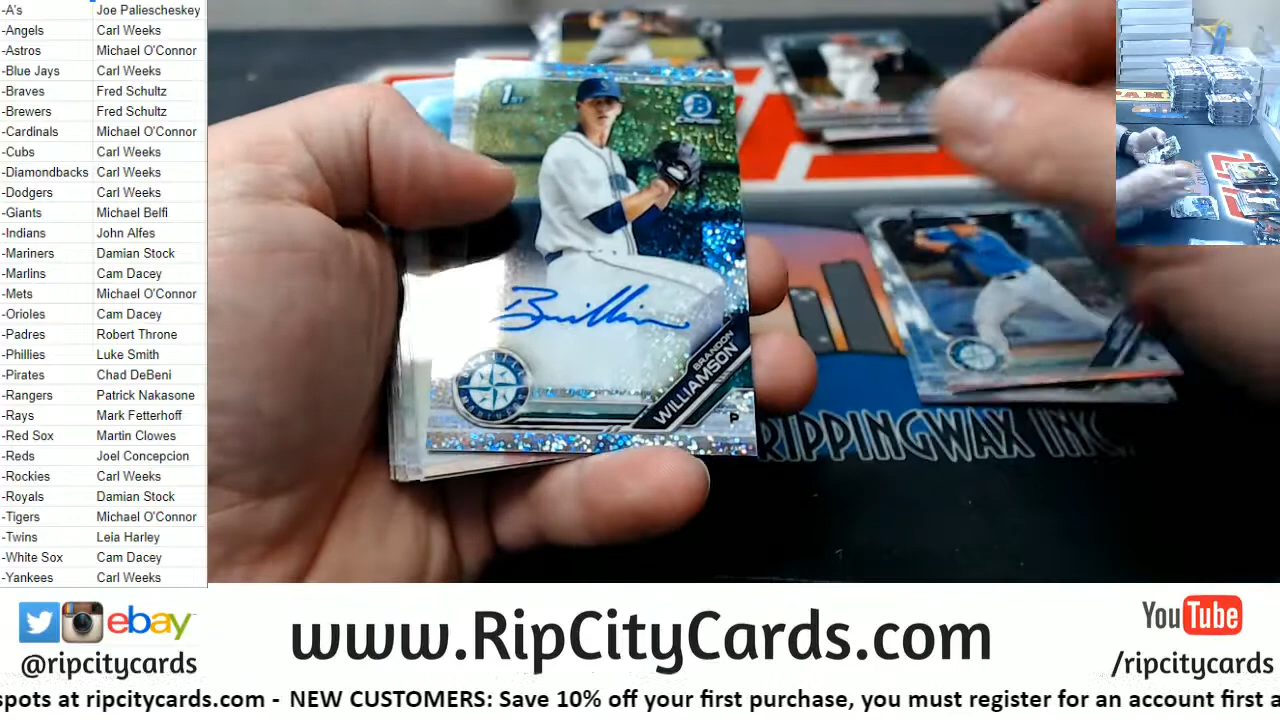 -A's Joe Paliescheskey
-Angels Carl Weeks
-Astros Michael O'Connor
-Blue Jays Carl Weeks
-Braves Fred Schultz
-Brewers Fred Schultz
-Cardinals Michael O'Connor
-Cubs Carl Weeks
-Diamondbacks Carl Weeks
-Dodgers Carl Weeks
-Giants Michael Belfi
-Indians John Alfes
-Mariners Damian Stock
-Marlins Cam Dacey
-Mets Michael O'Connor
-Orioles Cam Dacey
-Padres Robert Throne
-Phillies Luke Smith
-Pirates Chad DeBeni
-Rangers Patrick Nakasone
-Rays Mark Fetterhoff
-Red Sox Martin Clowes
-Reds Joel Concepcion
-Rockies Carl Weeks
-Royals Damian Stock
-Tigers Michael O'Connor
-Twins Leia Harley
-White Sox Cam Dacey
-Yankees Carl Weeks
1ST
B
Chrome
BRANDON
WILLIAMSON
P
RIPPINGWAX INC.
ebay
@ripcitycards
www.RipCityCards.com
YouTube
/ripcitycards
spots at ripcitycards.com - NEW CUSTOMERS: Save 10% off your first purchase, you must register for an account first a